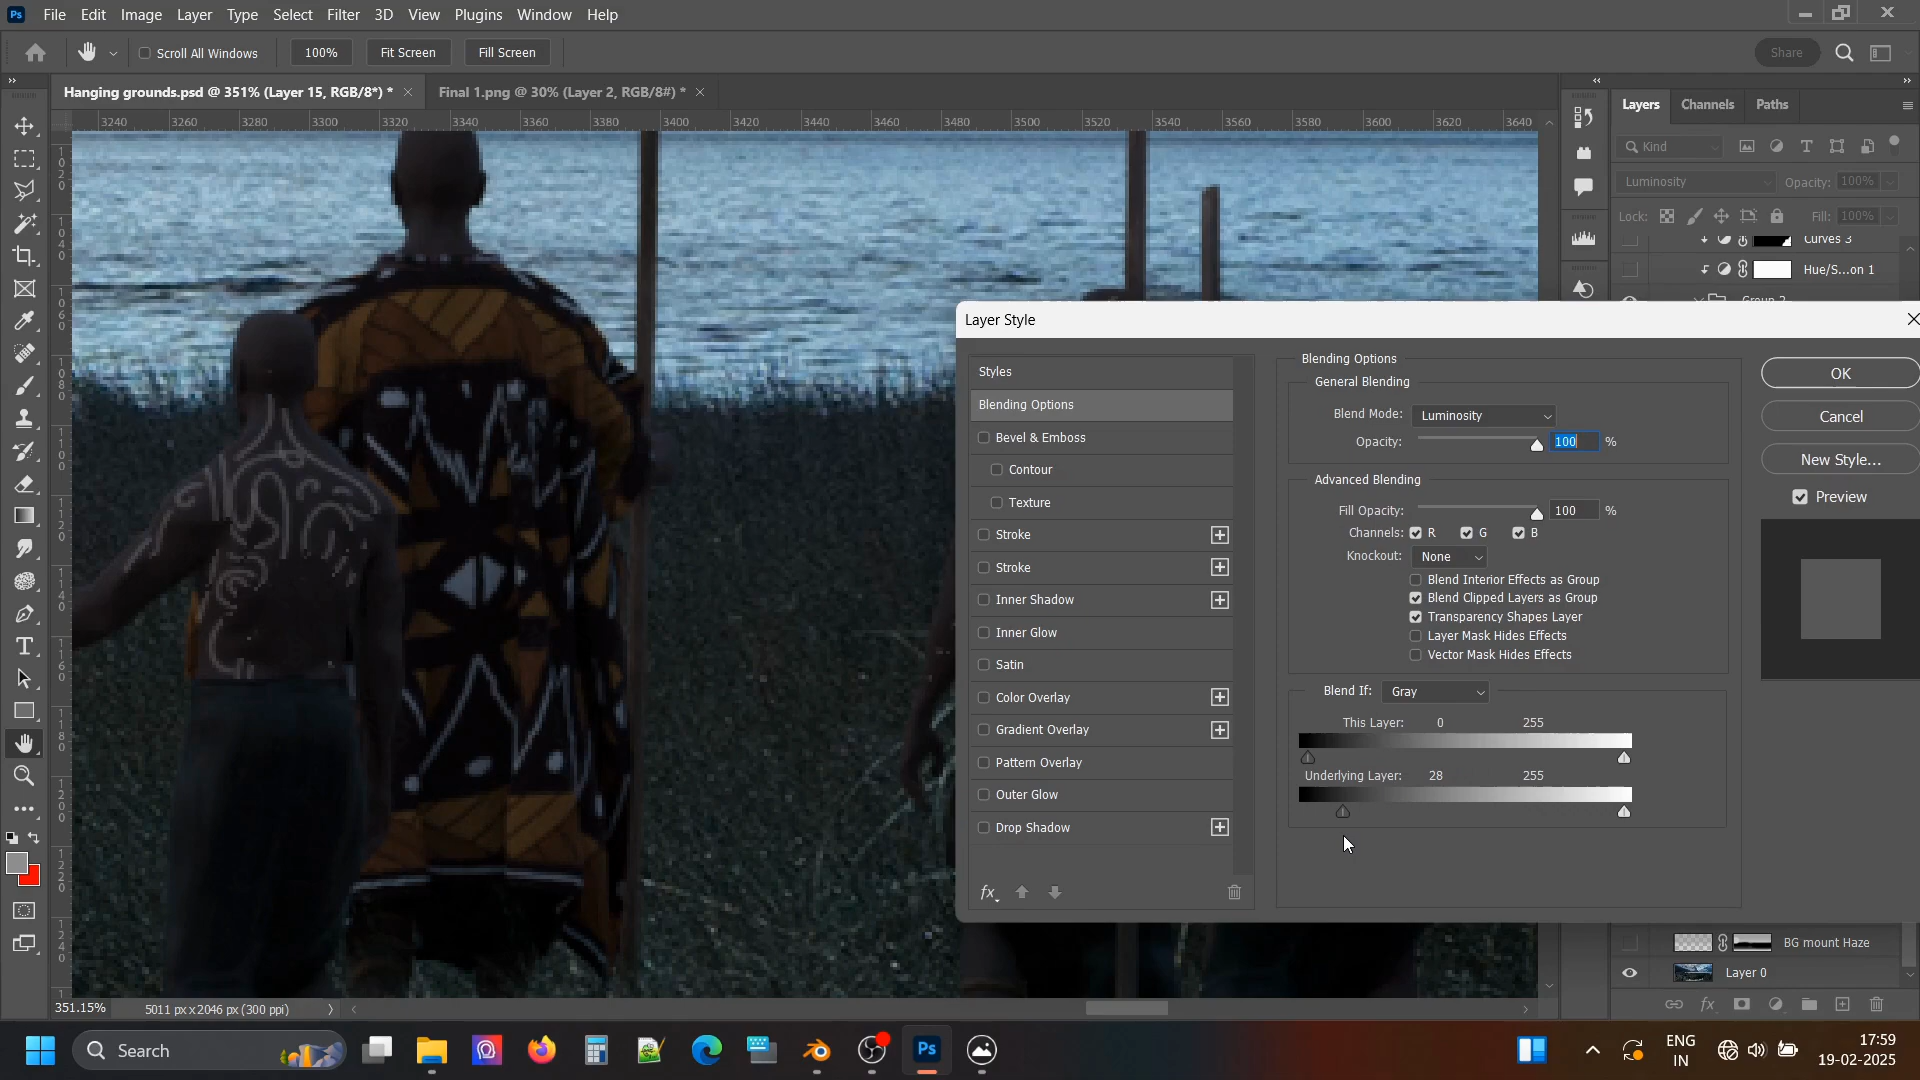 Ps File Edit Image Layer Type Select Filter 3D View Plugins Window Help
Scroll All Windows 100% Fit Screen Fill Screen Share
Hanging grounds.psd @ 351% (Layer 15, RGB/8*) * Final 1.png @ 30% (Layer 2, RGB/8#) *
Layers Channels Paths
3240 3260 3280 3300 3320 3340 3360 3380 3400 3420 3440 3460 3480 3500 3520 3540 3560 3580 3600 3620 3640
Kind
Luminosity Opacity: 100%
Lock: Fill: 100%
Curves 3
Hue/S...on 1
Group 2
Layer Style
Styles
Blending Options
Bevel & Emboss
Contour
Texture
Stroke
Stroke
Inner Shadow
Inner Glow
Satin
Color Overlay
Gradient Overlay
Pattern Overlay
Outer Glow
Drop Shadow
fx
Blending Options
General Blending
Blend Mode: Luminosity
Opacity: 100 %
Advanced Blending
Fill Opacity: 100 %
Channels: R G B
Knockout: None
Blend Interior Effects as Group
Blend Clipped Layers as Group
Transparency Shapes Layer
Layer Mask Hides Effects
Vector Mask Hides Effects
Blend If: Gray
This Layer: 0 255
Underlying Layer: 28 255
OK
Cancel
New Style...
Preview
BG mount Haze
Layer 0
351.15% 5011 px x 2046 px (300 ppi)
Search
Ps
ENG
IN
17:59
19-02-2025